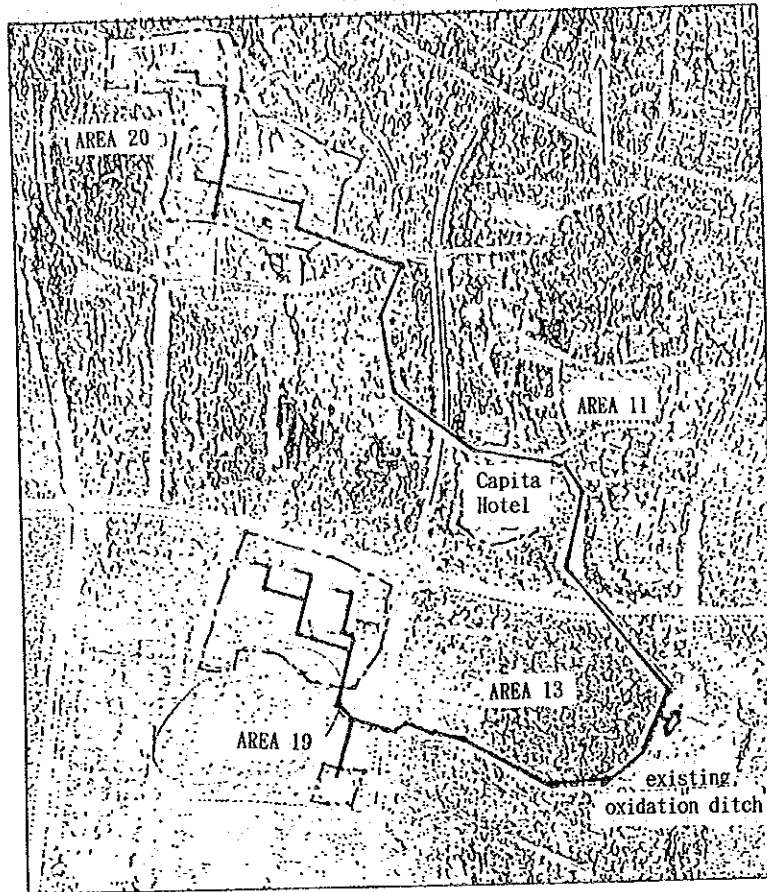 AREA 20
AREA 11
Capita
Hotel
AREA 13
AREA 19
existing
oxidation ditch